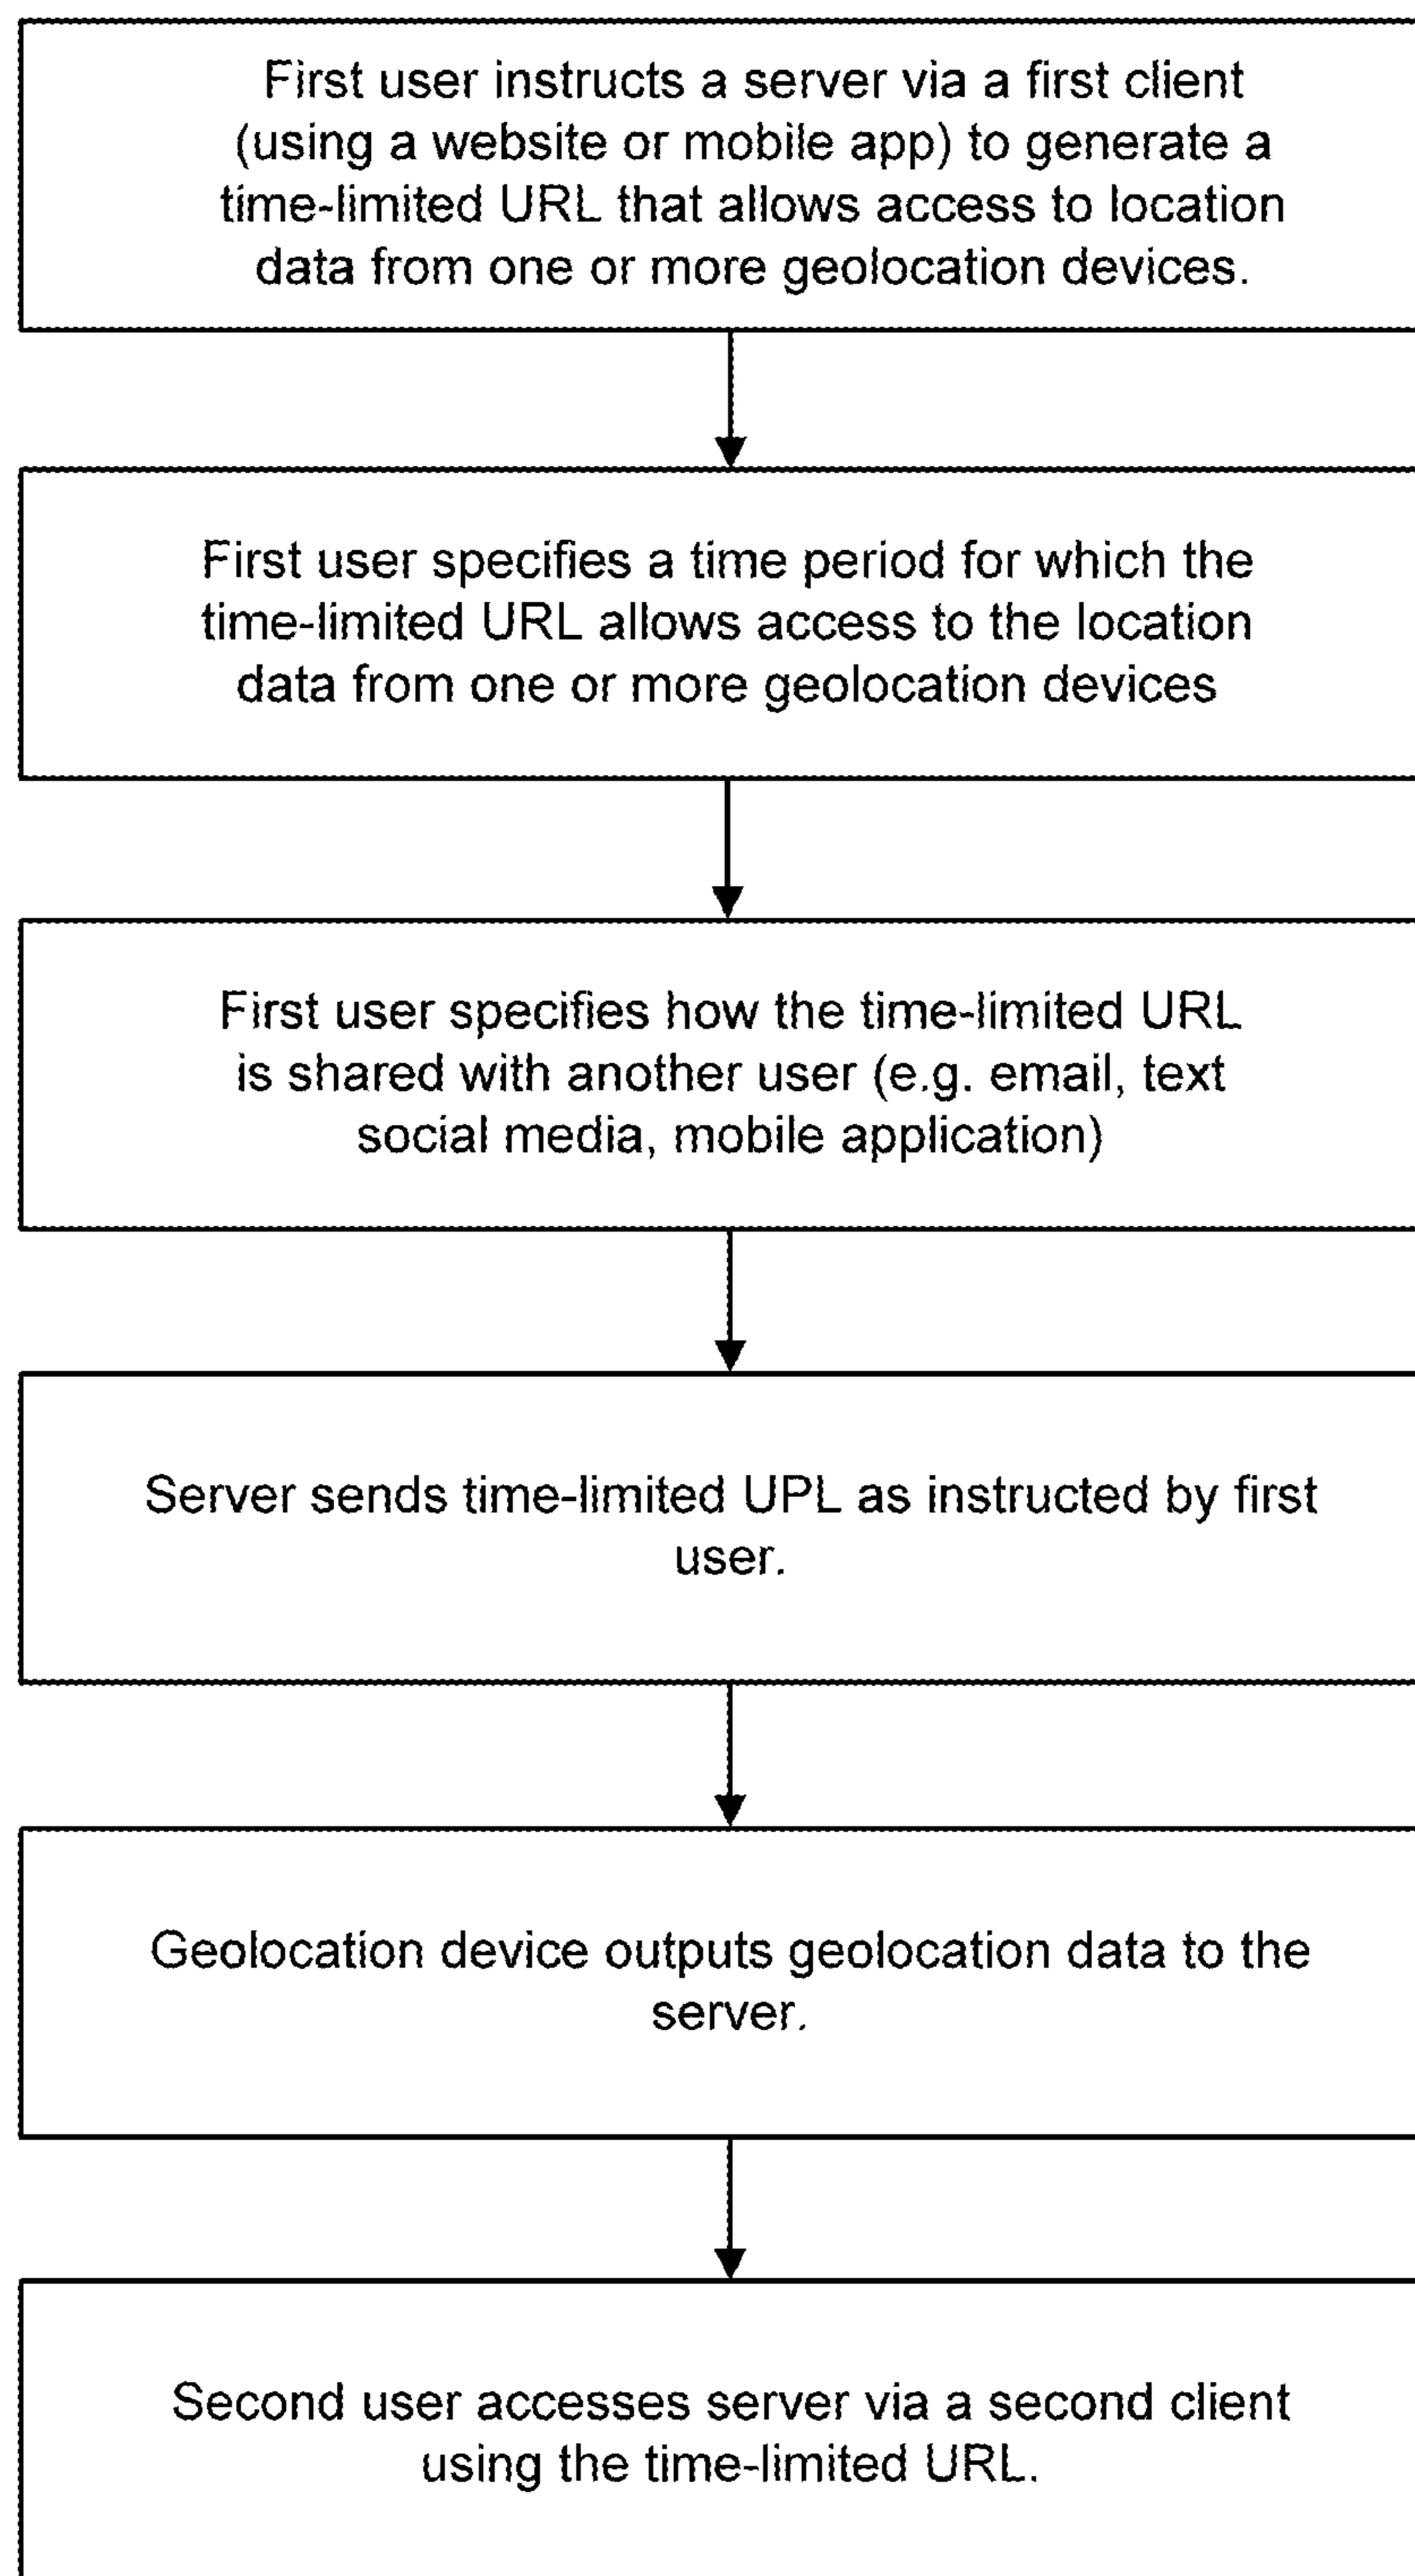 First user instructs a server via a first client
(using a website or mobile app) to generate a
time-limited URL that allows access to location
data from one or more geolocation devices.
First user specifies a time period for which the
time-limited URL allows access to the location
data from one or more geolocation devices
First user specifies how the time-limited URL
is shared with another user (e.g. email, text
social media, mobile application)
Server sends time-limited UPL as instructed by first
user.
Geolocation device outputs geolocation data to the
server.
Second user accesses server via a second client
using the time-limited URL.